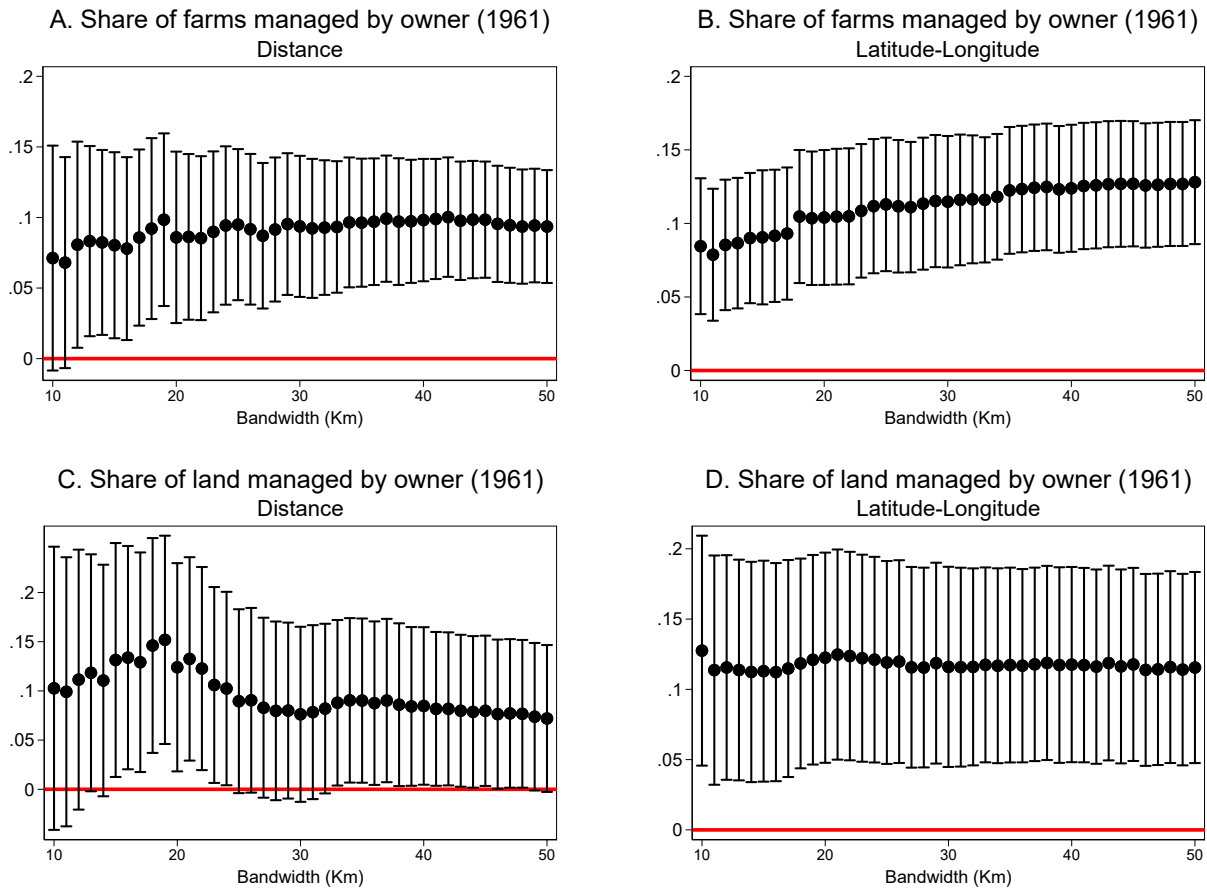 A. Share of farms managed by owner (1961)
Distance
.2
.15
.1
.05
0
10 20 30 40 50
Bandwidth (Km)
B. Share of farms managed by owner (1961)
Latitude-Longitude
.2
.15
.1
.05
0
10 20 30 40 50
Bandwidth (Km)
C. Share of land managed by owner (1961)
Distance
.2
.15
.1
.05
0
10 20 30 40 50
Bandwidth (Km)
D. Share of land managed by owner (1961)
Latitude-Longitude
.2
.15
.1
.05
0
10 20 30 40 50
Bandwidth (Km)